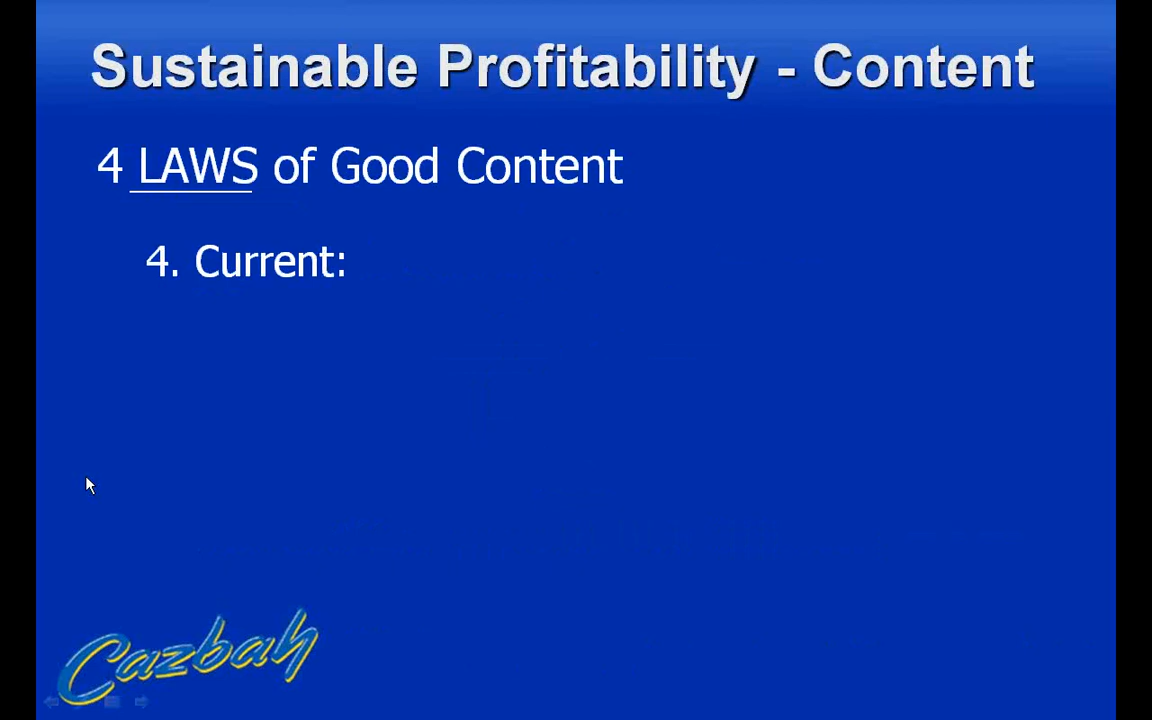 Sustainable Profitability - Content
4 LAWS of Good Content
4. Current:
Cazbah